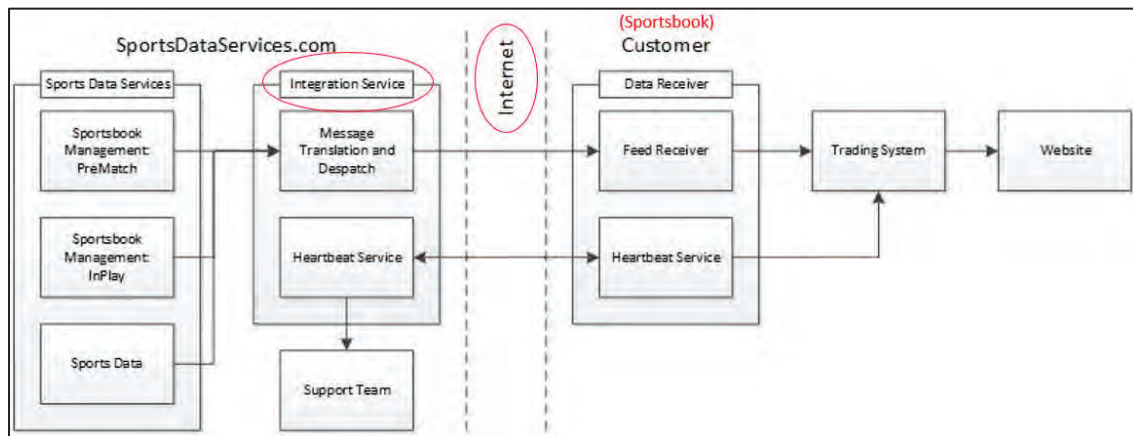 (Sportsbook)
SportsDataServices.com
Customer
Internet
Sports Data Services
Integration Service
Data Receiver
Sportsbook
Management:
PreMatch
Message
Translation and
Despatch
Feed Receiver
Trading System
Website
Sportsbook
Management:
InPlay
Heartbeat Service
Heartbeat Service
Sports Data
Support Team